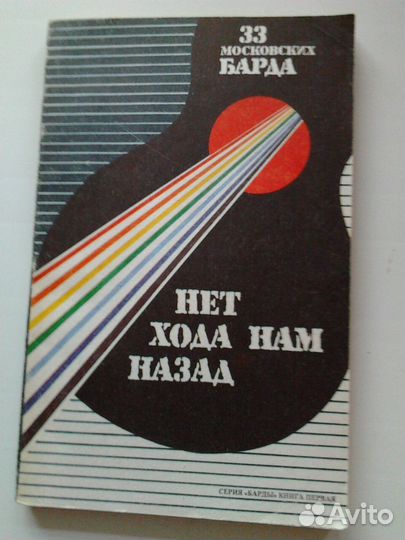 33
МОСКОВСКИХ
БАРДА
НЕТ
ХОДА НАМ
НАЗАД
СЕРИЯ «БАРДЫ» КНИГА ПЕРВАЯ
Avito